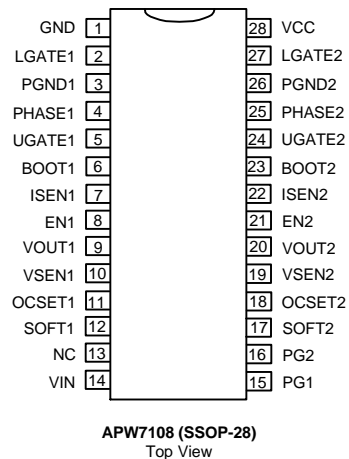 GND 1 28 VCC
LGATE1 2 27 LGATE2
PGND1 3 26 PGND2
PHASE1 4 25 PHASE2
UGATE1 5 24 UGATE2
BOOT1 6 23 BOOT2
ISEN1 7 22 ISEN2
EN1 8 21 EN2
VOUT1 9 20 VOUT2
VSEN1 10 19 VSEN2
OCSET1 11 18 OCSET2
SOFT1 12 17 SOFT2
NC 13 16 PG2
VIN 14 15 PG1
APW7108 (SSOP-28)
Top View